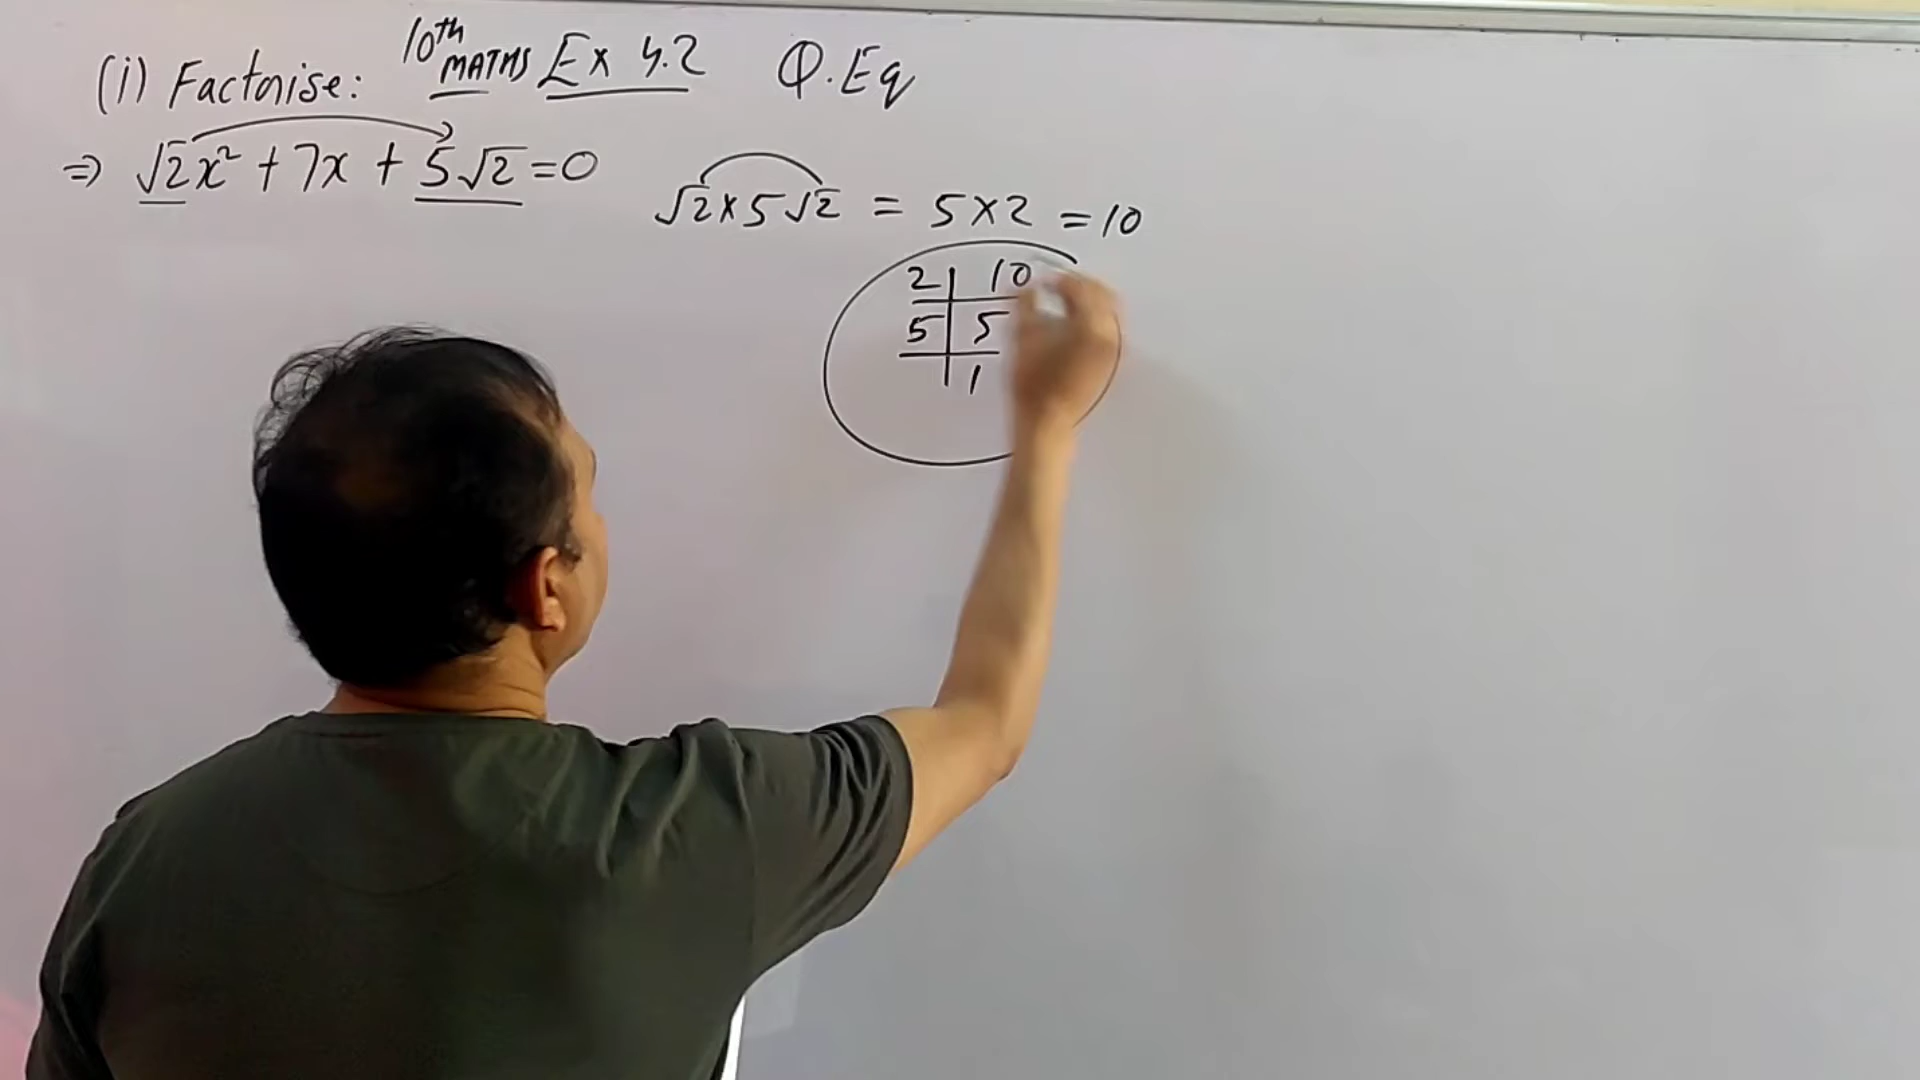 (i) Factorise: 10th MATHS Ex 4.2 Q.Eq
⇒ √2x² + 7x + 5√2 = 0
√2 × 5√2 = 5 × 2 = 10
2 | 10
5 | 5
1